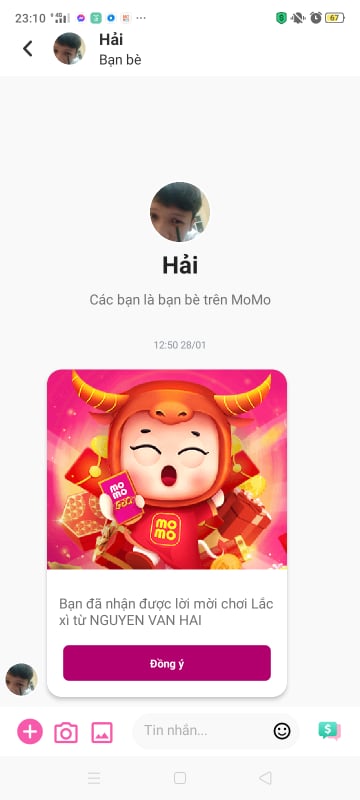 23:10
4G
67
Hải
Bạn bè
Hải
Các bạn là bạn bè trên MoMo
12:50 28/01
mo
mo
mo
mo
Bạn đã nhận được lời mời chơi Lắc
xì từ NGUYEN VAN HAI
Đồng ý
Tin nhắn...